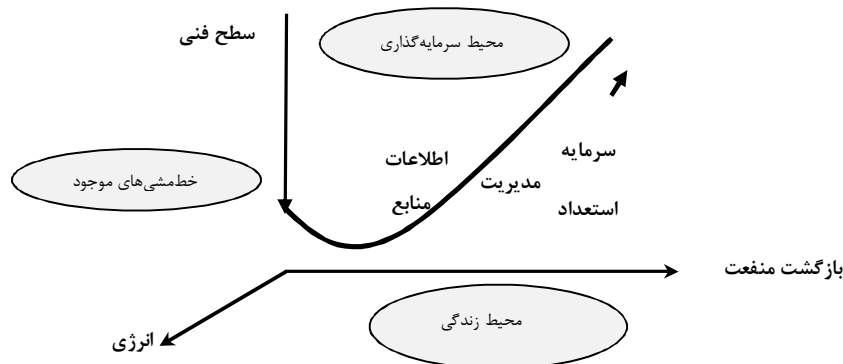 سطح فنی
محیط سرمایه‌گذاری
سرمایه
اطلاعات
مدیریت
خط‌مشی‌های موجود
منابع
استعداد
بازگشت منفعت
محیط زندگی
انرژی